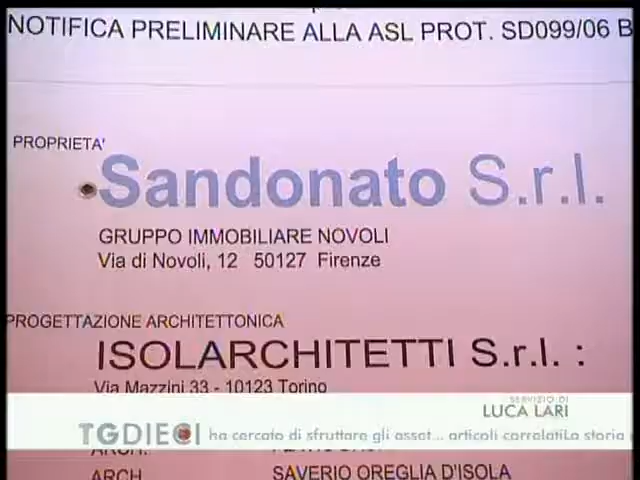 NOTIFICA PRELIMINARE ALLA ASL PROT. SD099/06 B
PROPRIETA'
Sandonato S.r.l.
GRUPPO IMMOBILIARE NOVOLI
Via di Novoli, 12 50127 Firenze
PROGETTAZIONE ARCHITETTONICA
ISOLARCHITETTI S.r.l. :
Via Mazzini 33 - 10123 Torino
SERVIZIO DI
LUCA LARI
TGDIECI ha cercato di sfruttare gli asset... articoli correlatiLa storia
ARCH.
ARCH. SAVERIO OREGLIA D'ISOLA